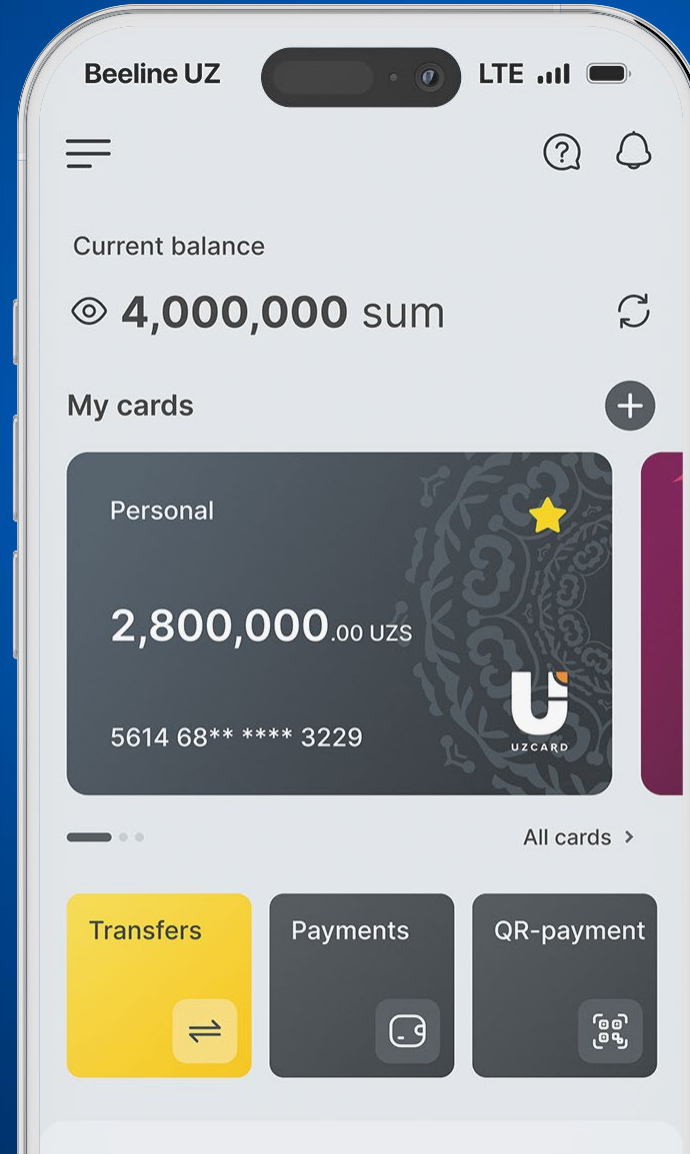 Beeline UZ LTE
Current balance
4,000,000 sum
My cards
Personal
2,800,000.00 UZS
UZCARD
5614 68** **** 3229
All cards
Transfers Payments QR-payment